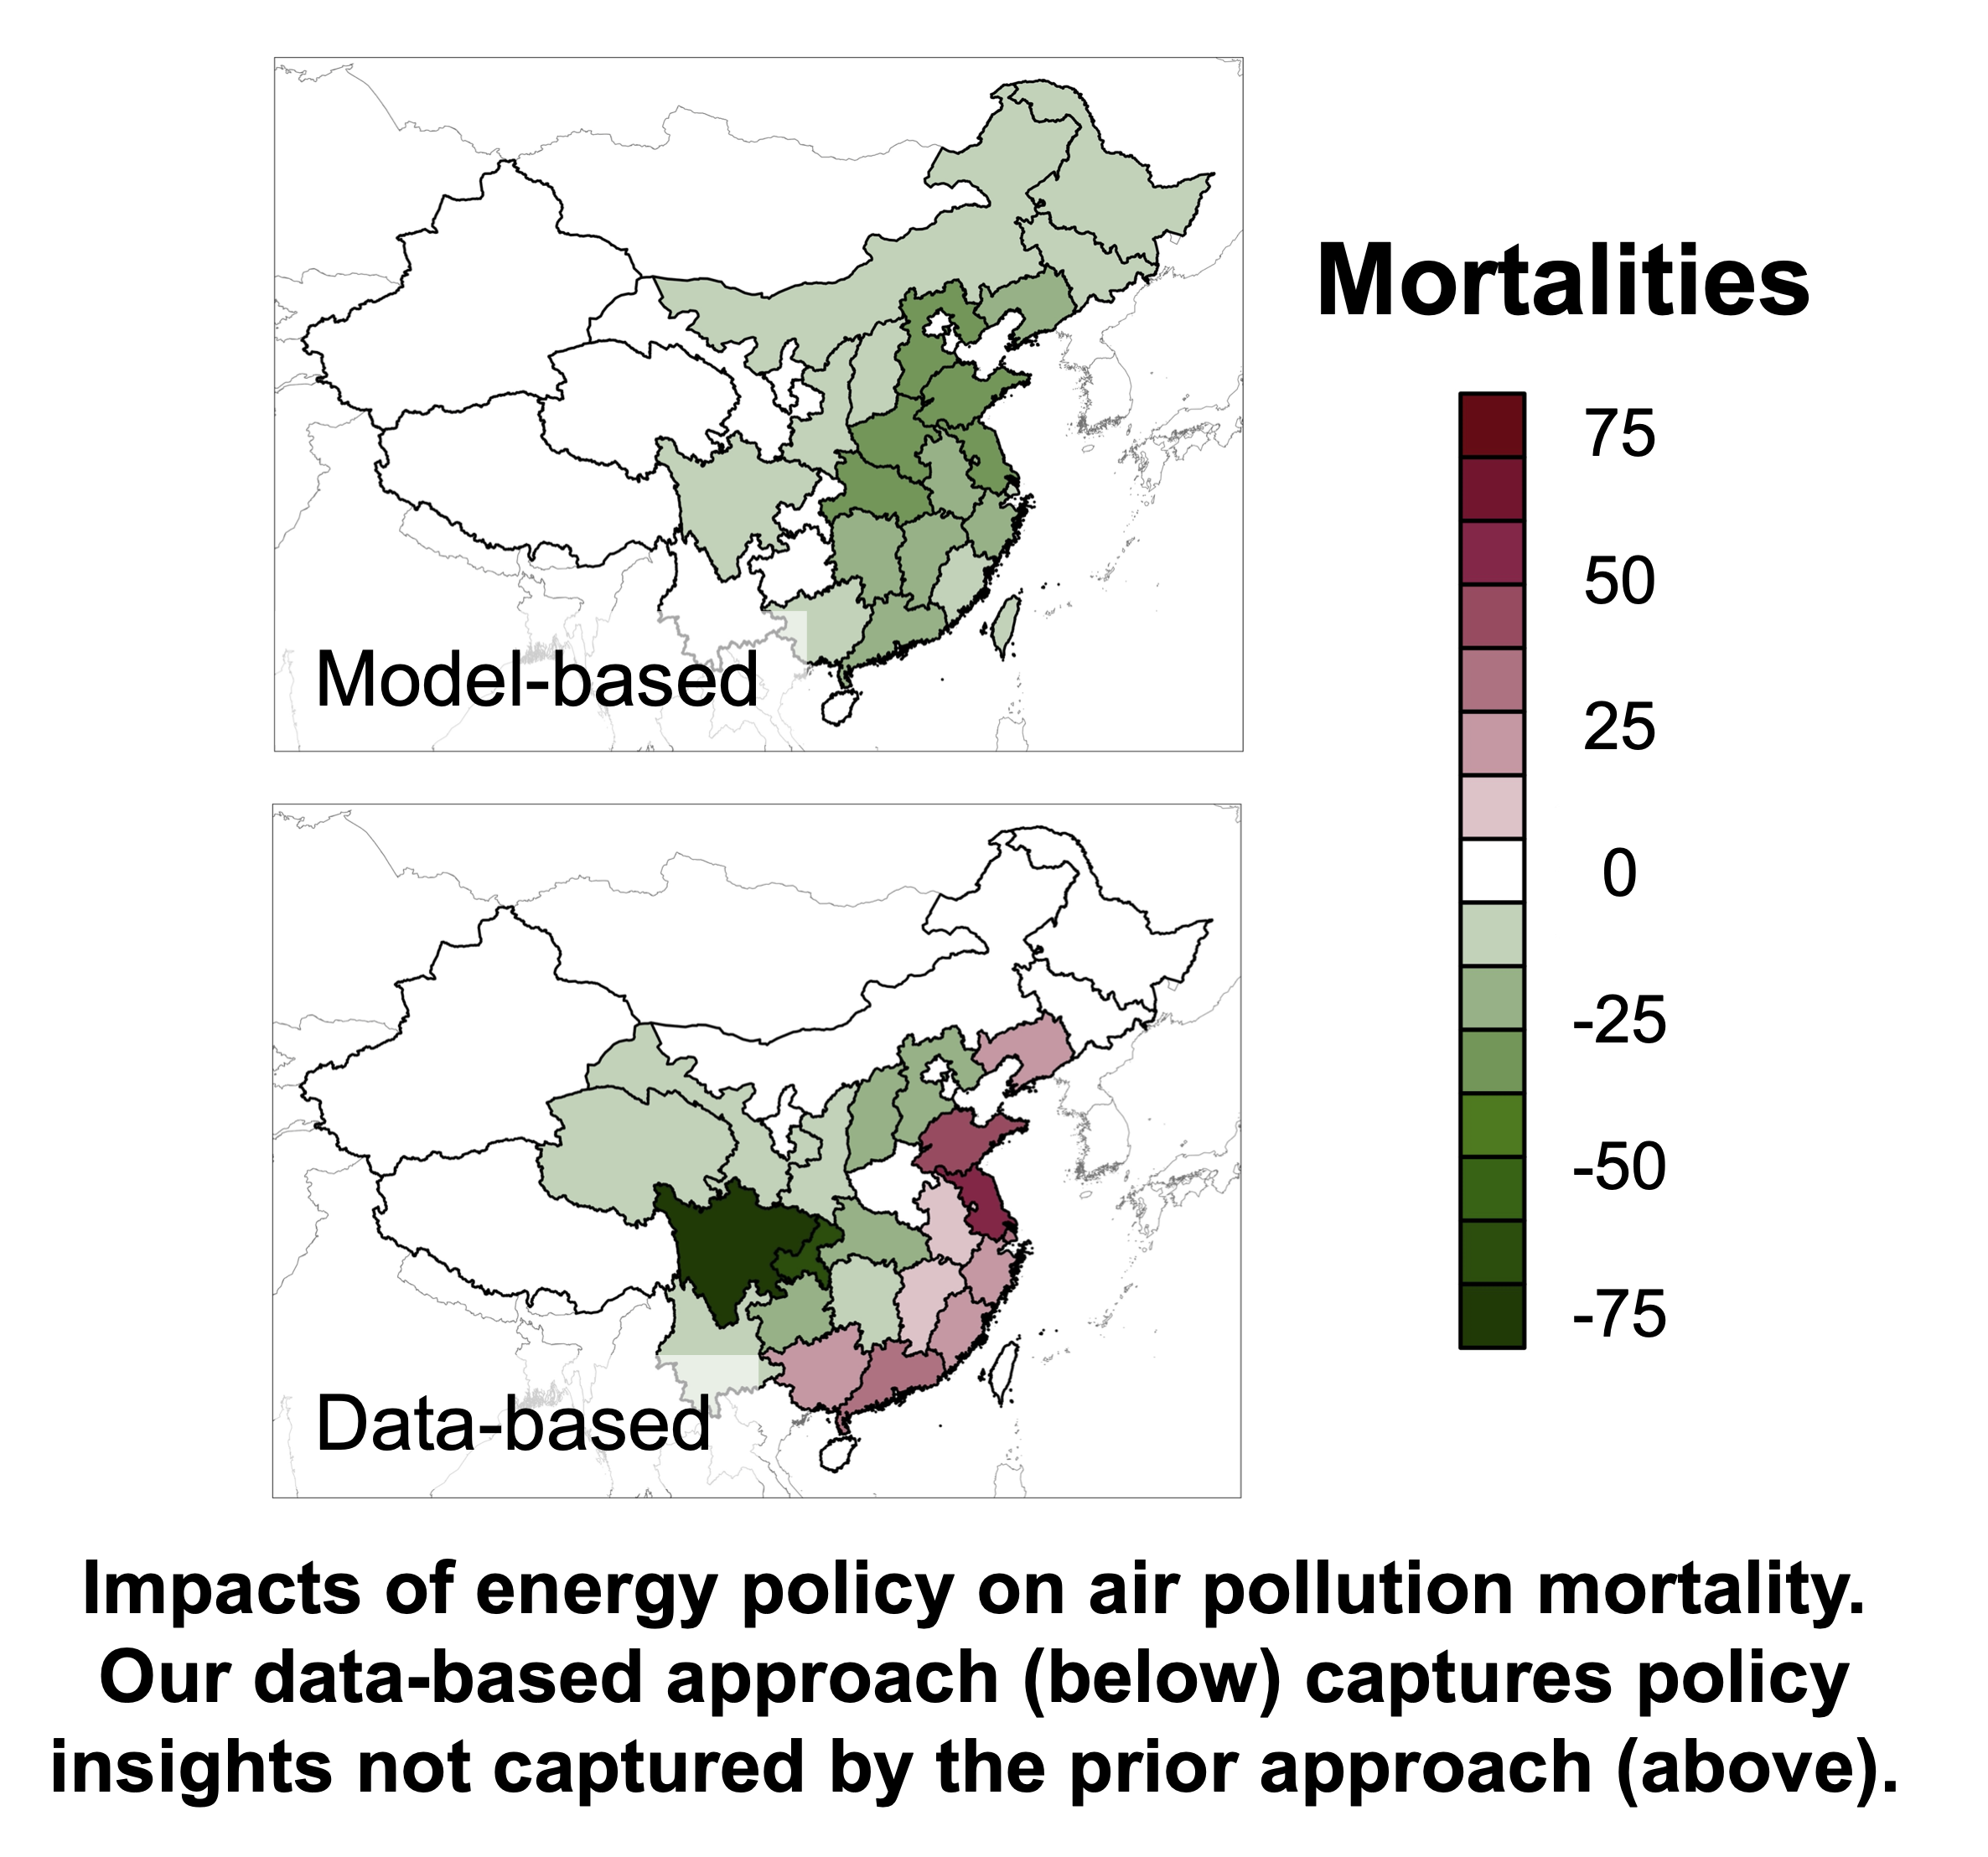 Mortalities
75
50
25
0
-25
-50
-75
Model-based
Data-based
Impacts of energy policy on air pollution mortality.
Our data-based approach (below) captures policy
insights not captured by the prior approach (above).